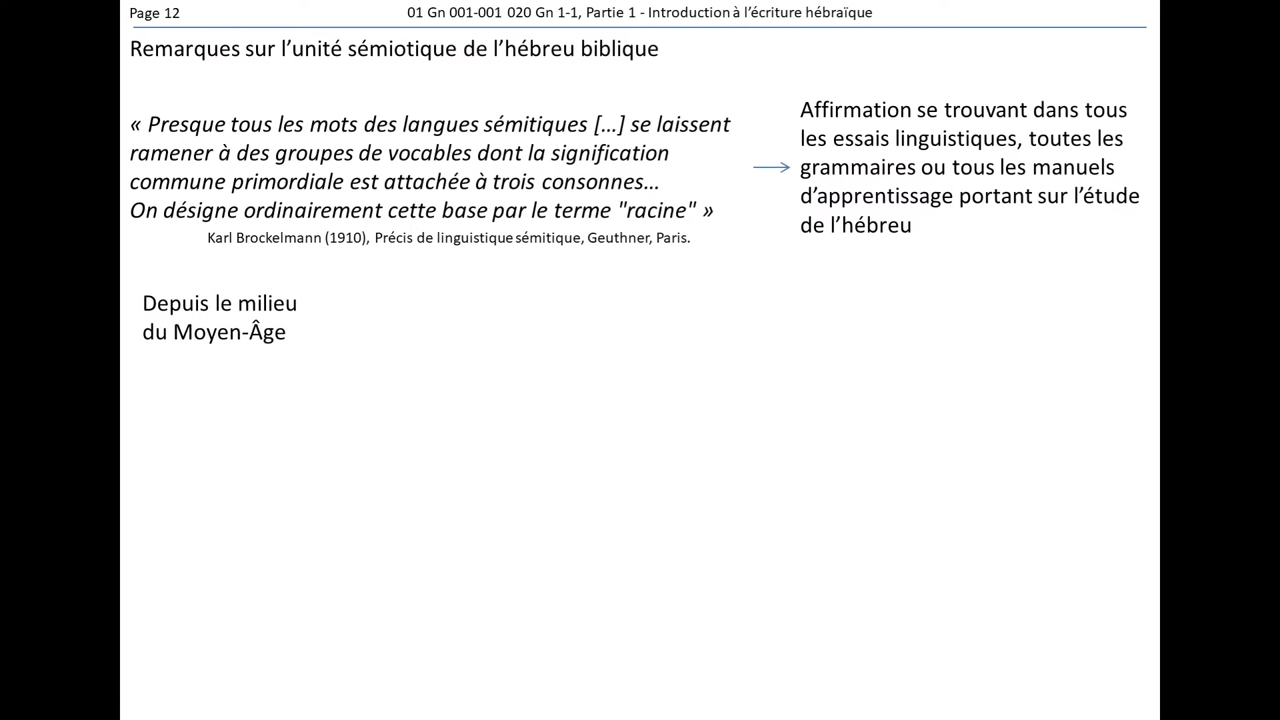 Page 12
01 Gn 001-001 020 Gn 1-1, Partie 1 - Introduction à l’écriture hébraïque
Remarques sur l’unité sémiotique de l’hébreu biblique
« Presque tous les mots des langues sémitiques […] se laissent
ramener à des groupes de vocables dont la signification
commune primordiale est attachée à trois consonnes…
On désigne ordinairement cette base par le terme "racine" »
Karl Brockelmann (1910), Précis de linguistique sémitique, Geuthner, Paris.
Affirmation se trouvant dans tous
les essais linguistiques, toutes les
grammaires ou tous les manuels
d’apprentissage portant sur l’étude
de l’hébreu
Depuis le milieu
du Moyen-Âge